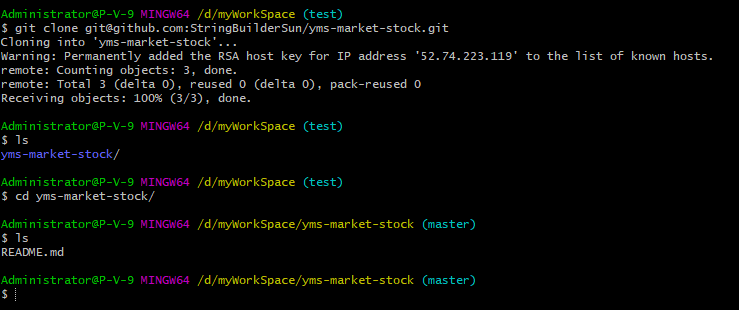 Administrator@P-V-9 MINGW64 /d/myWorkSpace (test)
$ git clone git@github.com:StringBuilderSun/yms-market-stock.git
Cloning into 'yms-market-stock'...
Warning: Permanently added the RSA host key for IP address '52.74.223.119' to the list of known hosts.
remote: Counting objects: 3, done.
remote: Total 3 (delta 0), reused 0 (delta 0), pack-reused 0
Receiving objects: 100% (3/3), done.
Administrator@P-V-9 MINGW64 /d/myWorkSpace (test)
$ ls
yms-market-stock/
Administrator@P-V-9 MINGW64 /d/myWorkSpace (test)
$ cd yms-market-stock/
Administrator@P-V-9 MINGW64 /d/myWorkSpace/yms-market-stock (master)
$ ls
README.md
Administrator@P-V-9 MINGW64 /d/myWorkSpace/yms-market-stock (master)
$